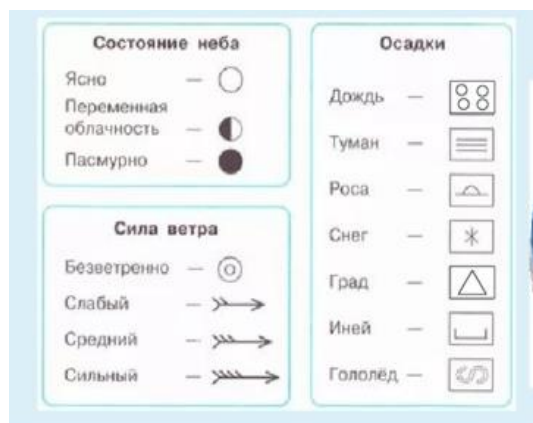 Состояние неба
Ясно —
Переменная
облачность —
Пасмурно —
Сила ветра
Безветренно —
Слабый —
Средний —
Сильный —
Осадки
Дождь —
Туман —
Роса —
Снег —
Град —
Иней —
Гололёд —